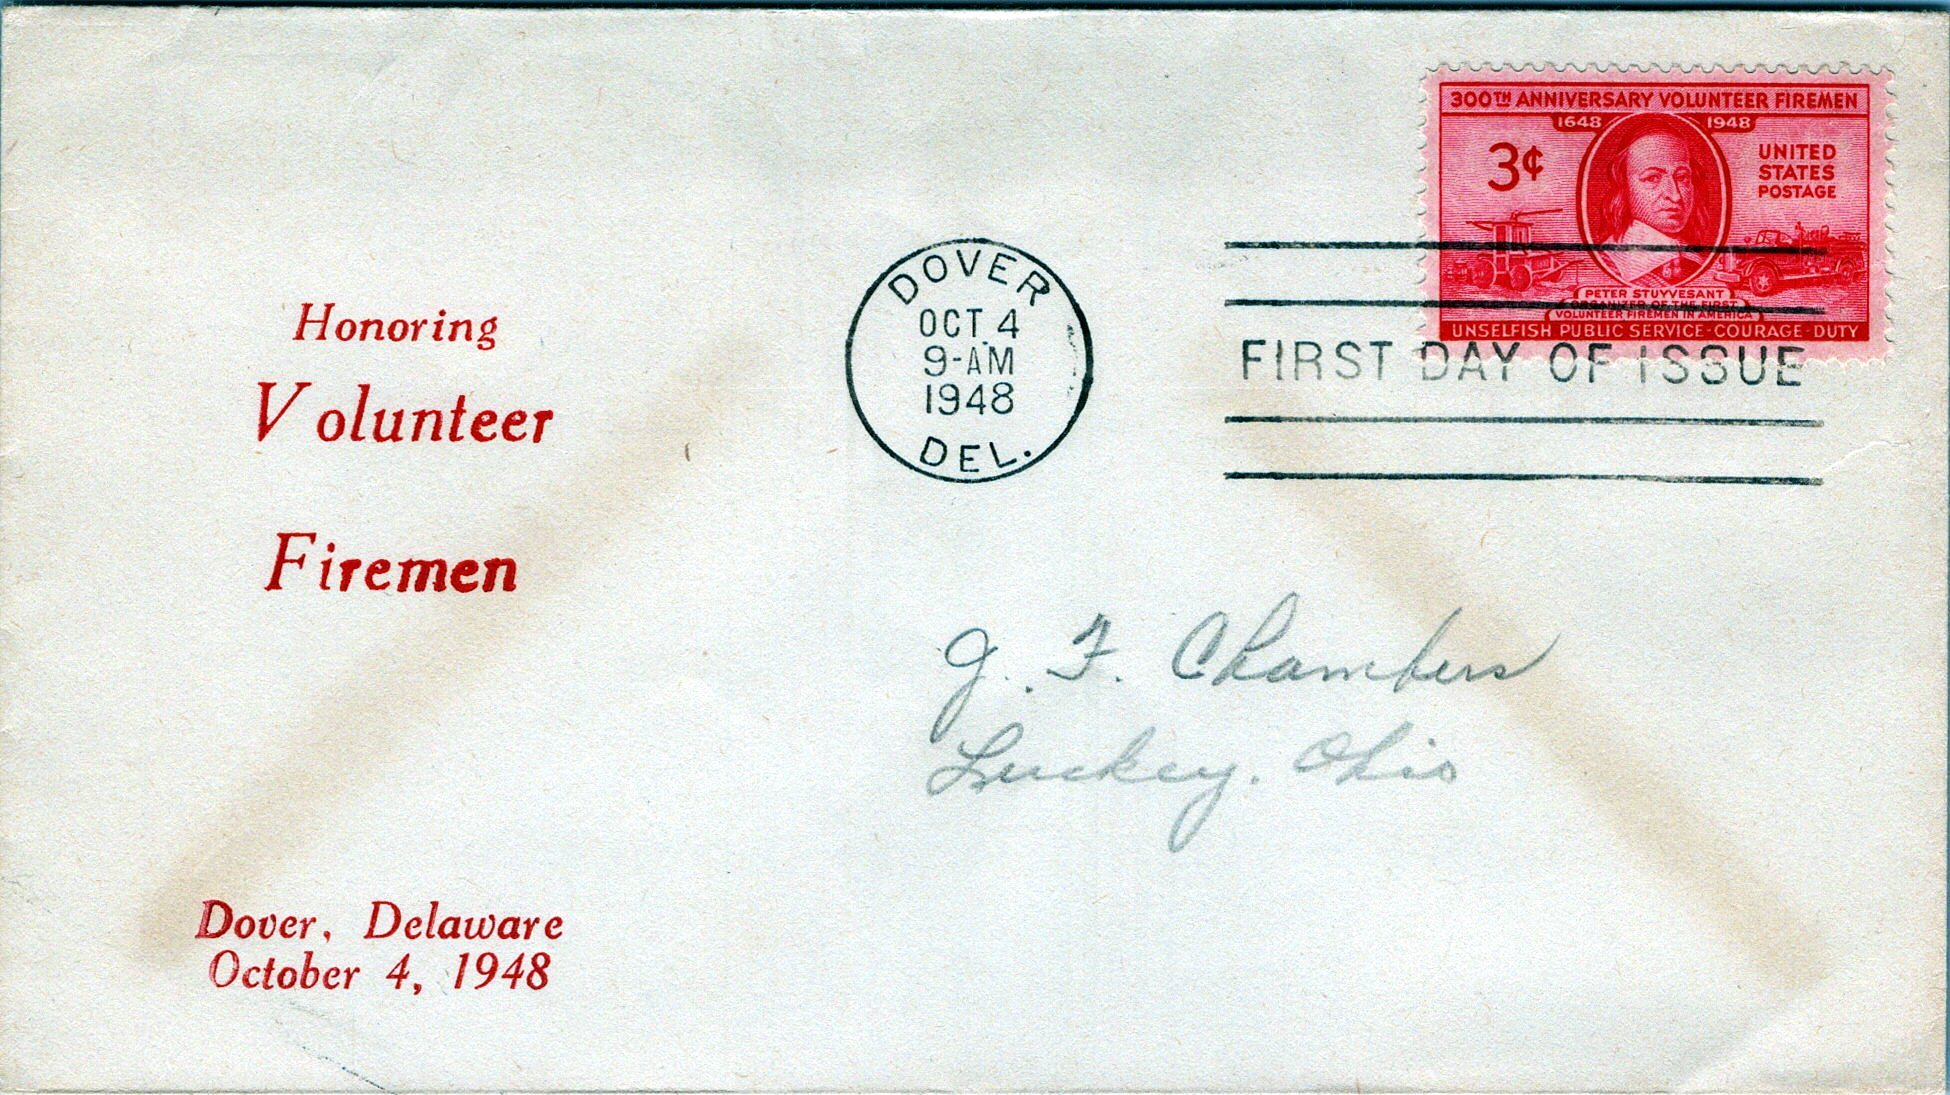 300TH ANNIVERSARY VOLUNTEER FIREMEN
1648 1948
3¢
UNITED
STATES
POSTAGE
PETER STUYVESANT
ORGANIZER OF THE FIRST
VOLUNTEER FIREMEN IN AMERICA
UNSELFISH PUBLIC SERVICE·COURAGE·DUTY
DOVER
OCT. 4
9-AM
1948
DEL.
FIRST DAY OF ISSUE
Honoring
Volunteer
Firemen
J. F. Chambers
Luckey, Ohio
Dover, Delaware
October 4, 1948